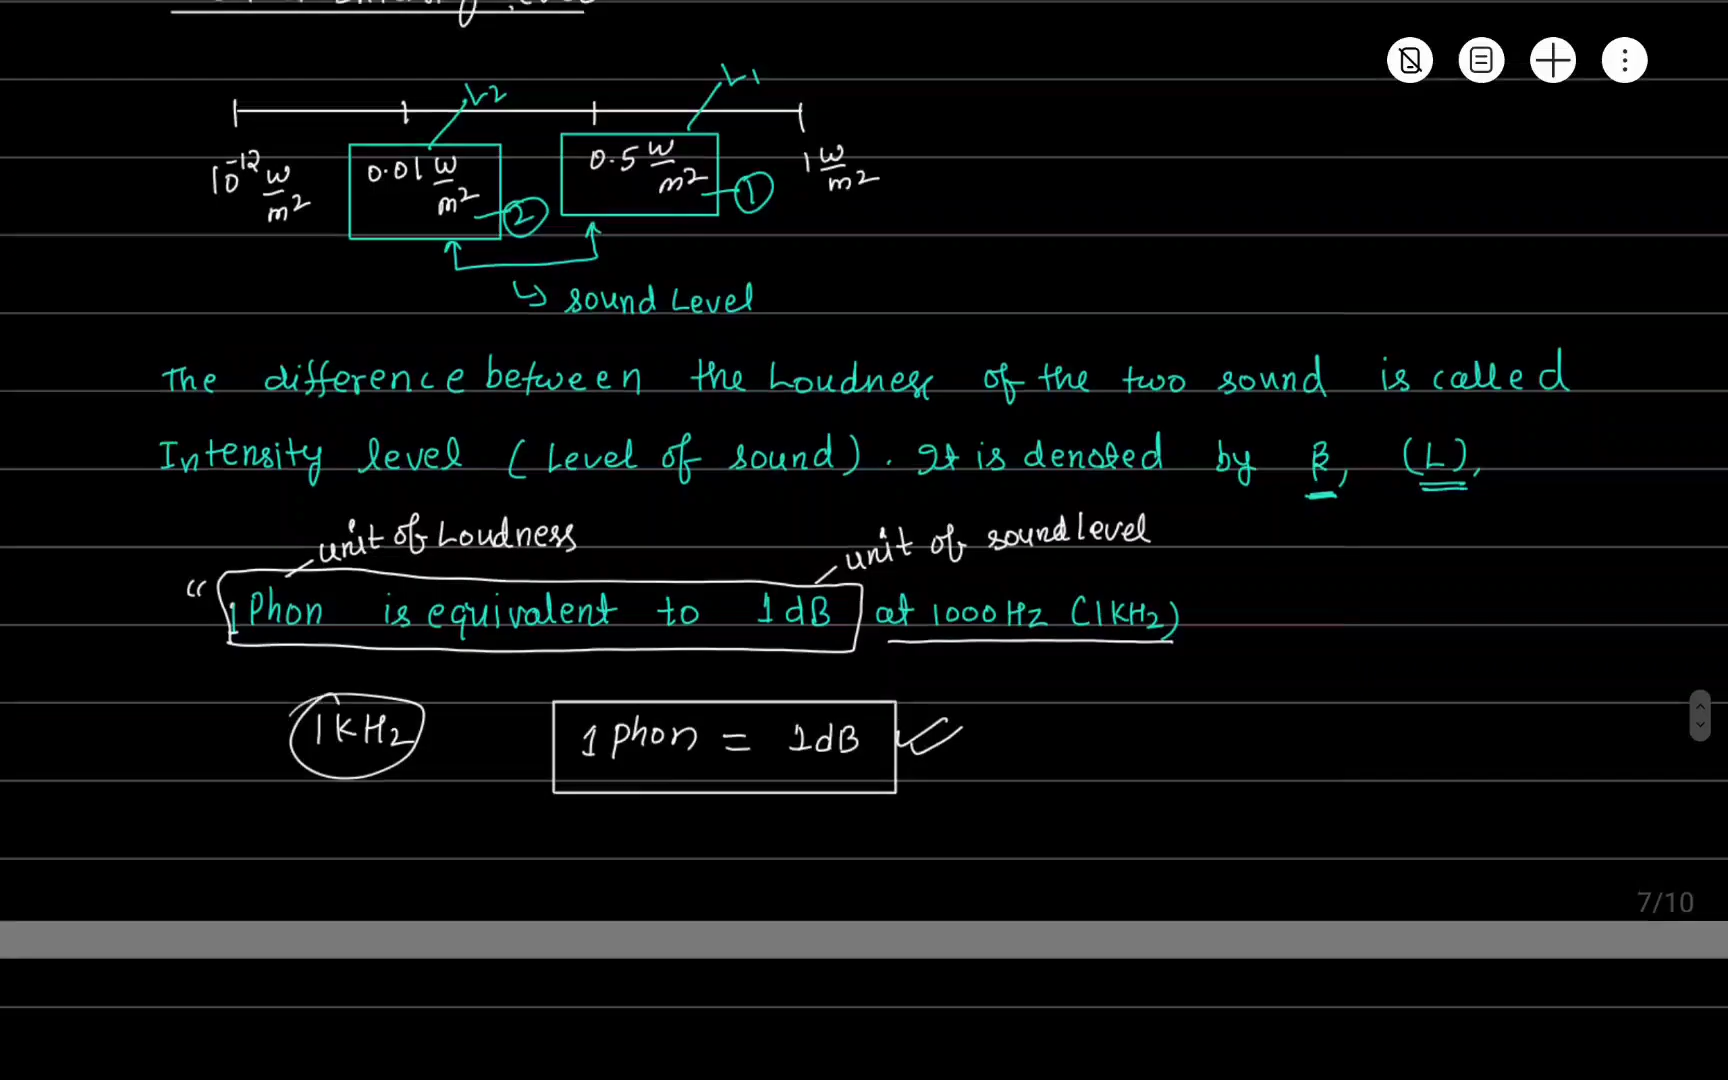 L2 L1
10⁻¹² w/m² 0.01 w/m² 0.5 w/m² 1 w/m²
2 1
↳ sound Level
The difference between the Loudness of the two sound is called
Intensity level (Level of sound). It is denoted by β, (L),
unit of Loudness unit of sound level
“ 1 Phon is equivalent to 1 dB at 1000 Hz (1KHz)
1KHz 1 phon = 1dB
7/10